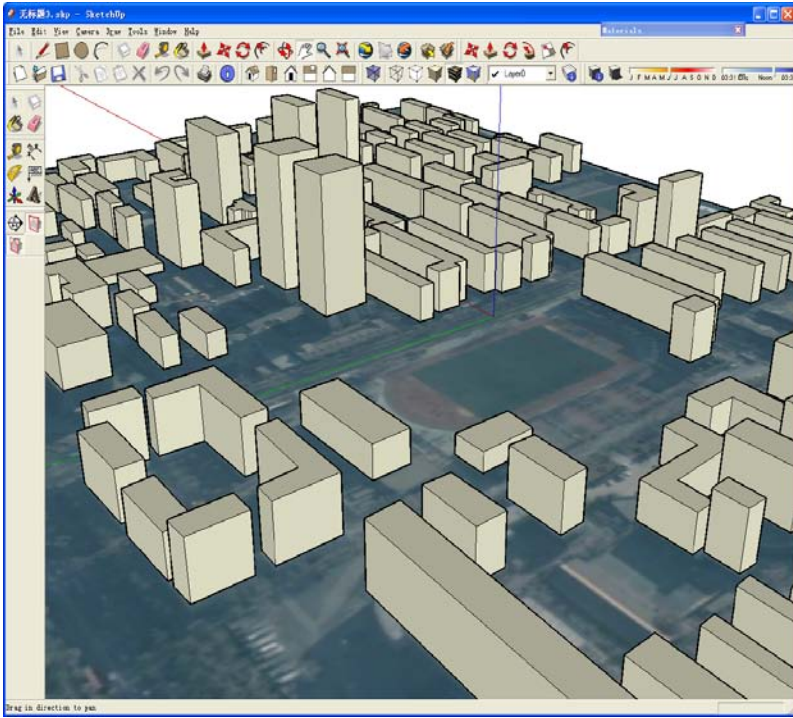 无标题3.skp - SketchUp
File Edit View Camera Draw Tools Window Help
Materials
Layer0
J F M A M J J A S O N D
Noon
Drag in direction to pan